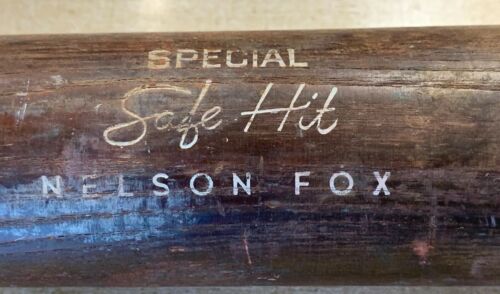 SPECIAL
Safe Hit
NELSON FOX